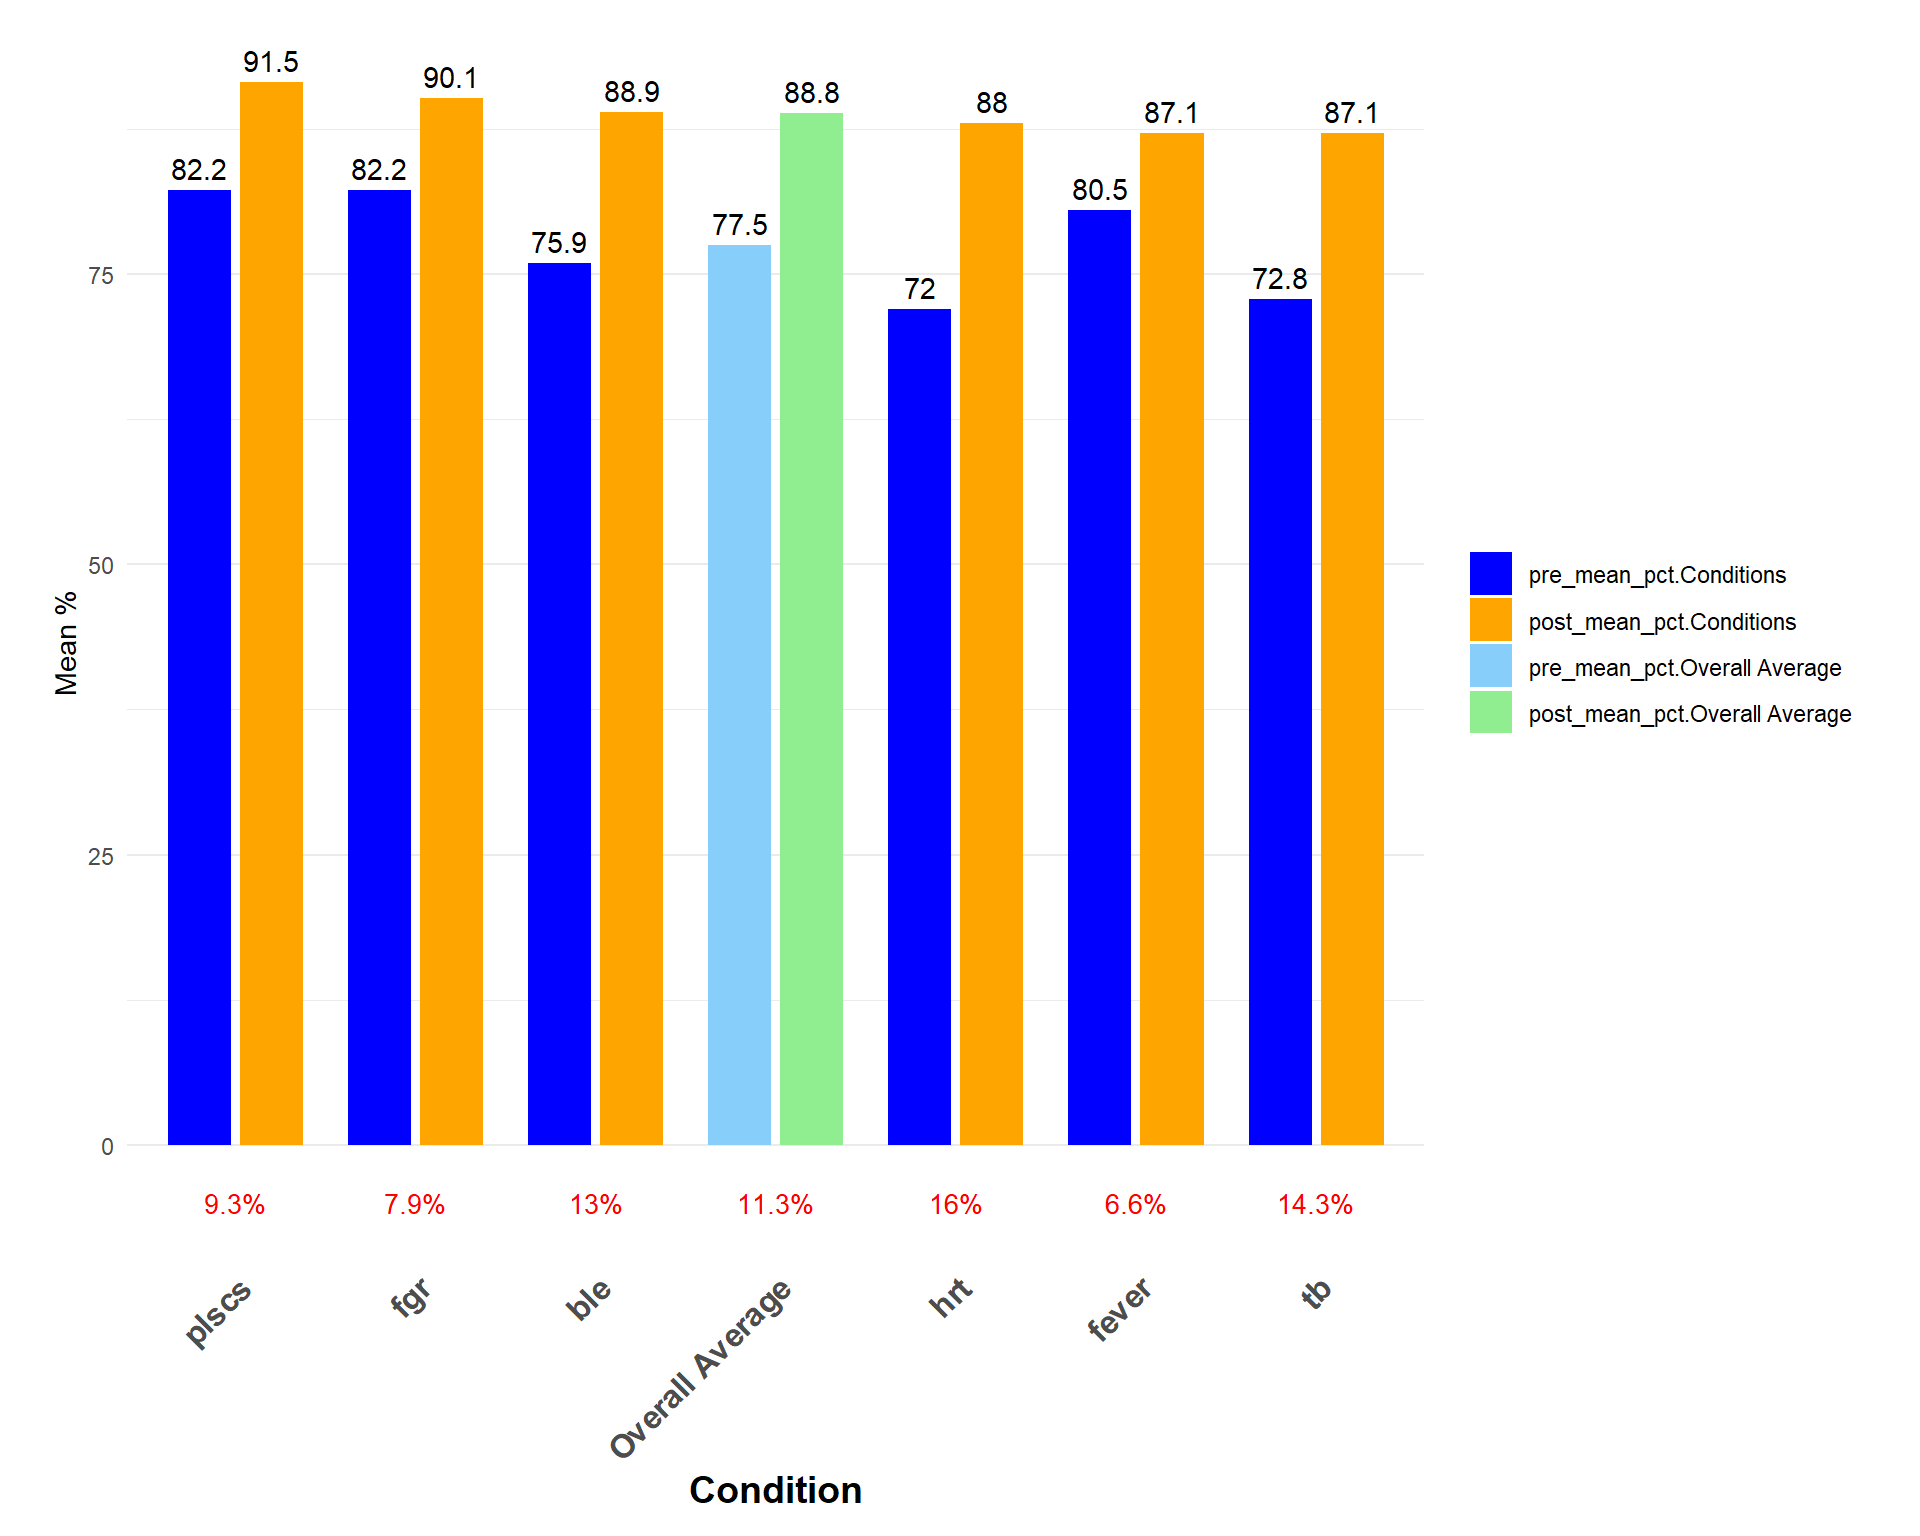 91.5
90.1
88.9
88.8
88
87.1
87.1
82.2
82.2
75.9
77.5
72
80.5
72.8
75
50
25
0
Mean %
pre_mean_pct.Conditions
post_mean_pct.Conditions
pre_mean_pct.Overall Average
post_mean_pct.Overall Average
9.3%
7.9%
13%
11.3%
16%
6.6%
14.3%
plscs
fgr
ble
Overall Average
hrt
fever
tb
Condition